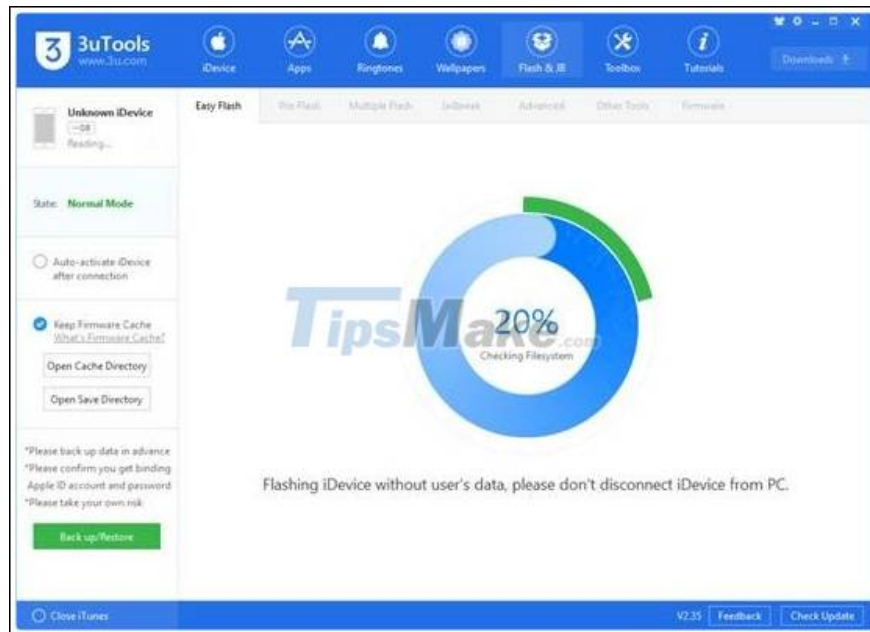 3uTools
www.3u.com
iDevice
Apps
Ringtones
Wallpapers
Flash & JB
Toolbox
Tutorials
Downloads
Unknown iDevice
--GB
Reading...
Easy Flash
Pro Flash
Multiple Flash
Jailbreak
Advanced
Other Tools
Firmware
State: Normal Mode
Auto-activate iDevice
after connection
Keep Firmware Cache
What's Firmware Cache?
Open Cache Directory
Open Save Directory
20%
Checking Filesystem
TipsMake.com
Flashing iDevice without user's data, please don't disconnect iDevice from PC.
*Please back up data in advance
*Please confirm you get binding
Apple ID account and password
*Please take your own risk
Back up/Restore
Close iTunes
V2.35
Feedback
Check Update